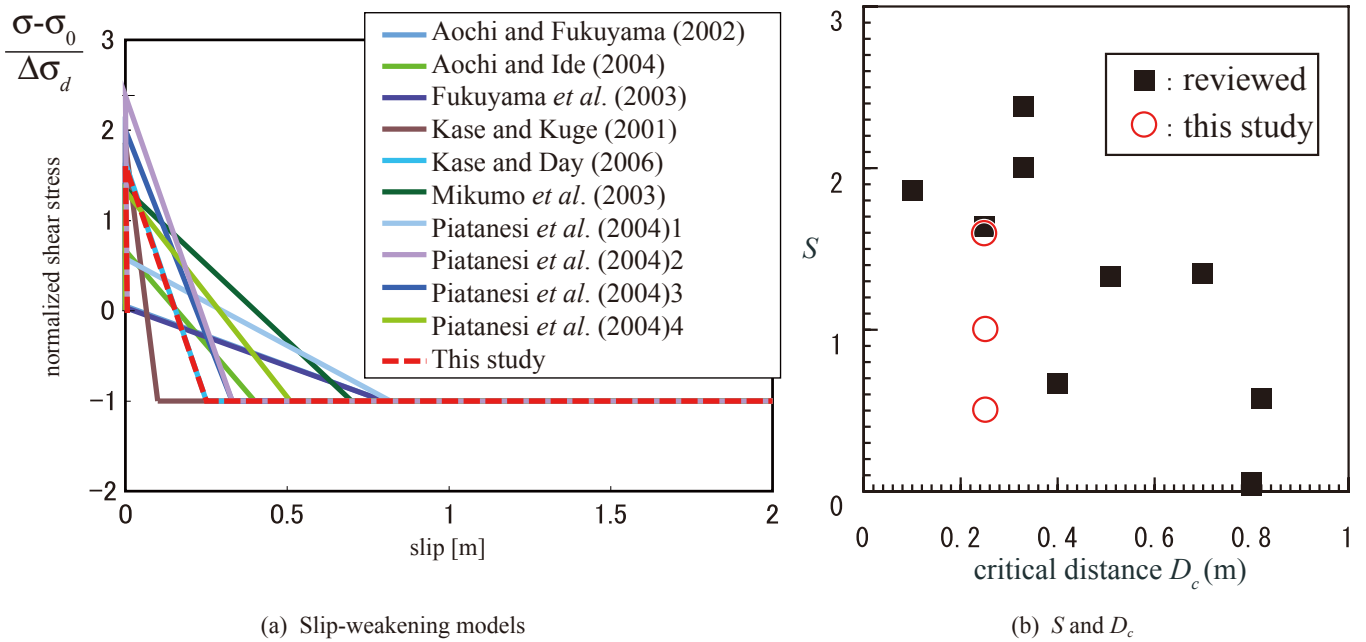 σ-σ0
Δσd
normalized shear stress
3
2
1
0
−1
−2
0
0.5
1
1.5
2
slip [m]
Aochi and Fukuyama (2002)
Aochi and Ide (2004)
Fukuyama et al. (2003)
Kase and Kuge (2001)
Kase and Day (2006)
Mikumo et al. (2003)
Piatanesi et al. (2004)1
Piatanesi et al. (2004)2
Piatanesi et al. (2004)3
Piatanesi et al. (2004)4
This study
(a) Slip-weakening models
S
3
2
1
0
0
0.2
0.4
0.6
0.8
1
critical distance Dc (m)
: reviewed
: this study
(b) S and Dc